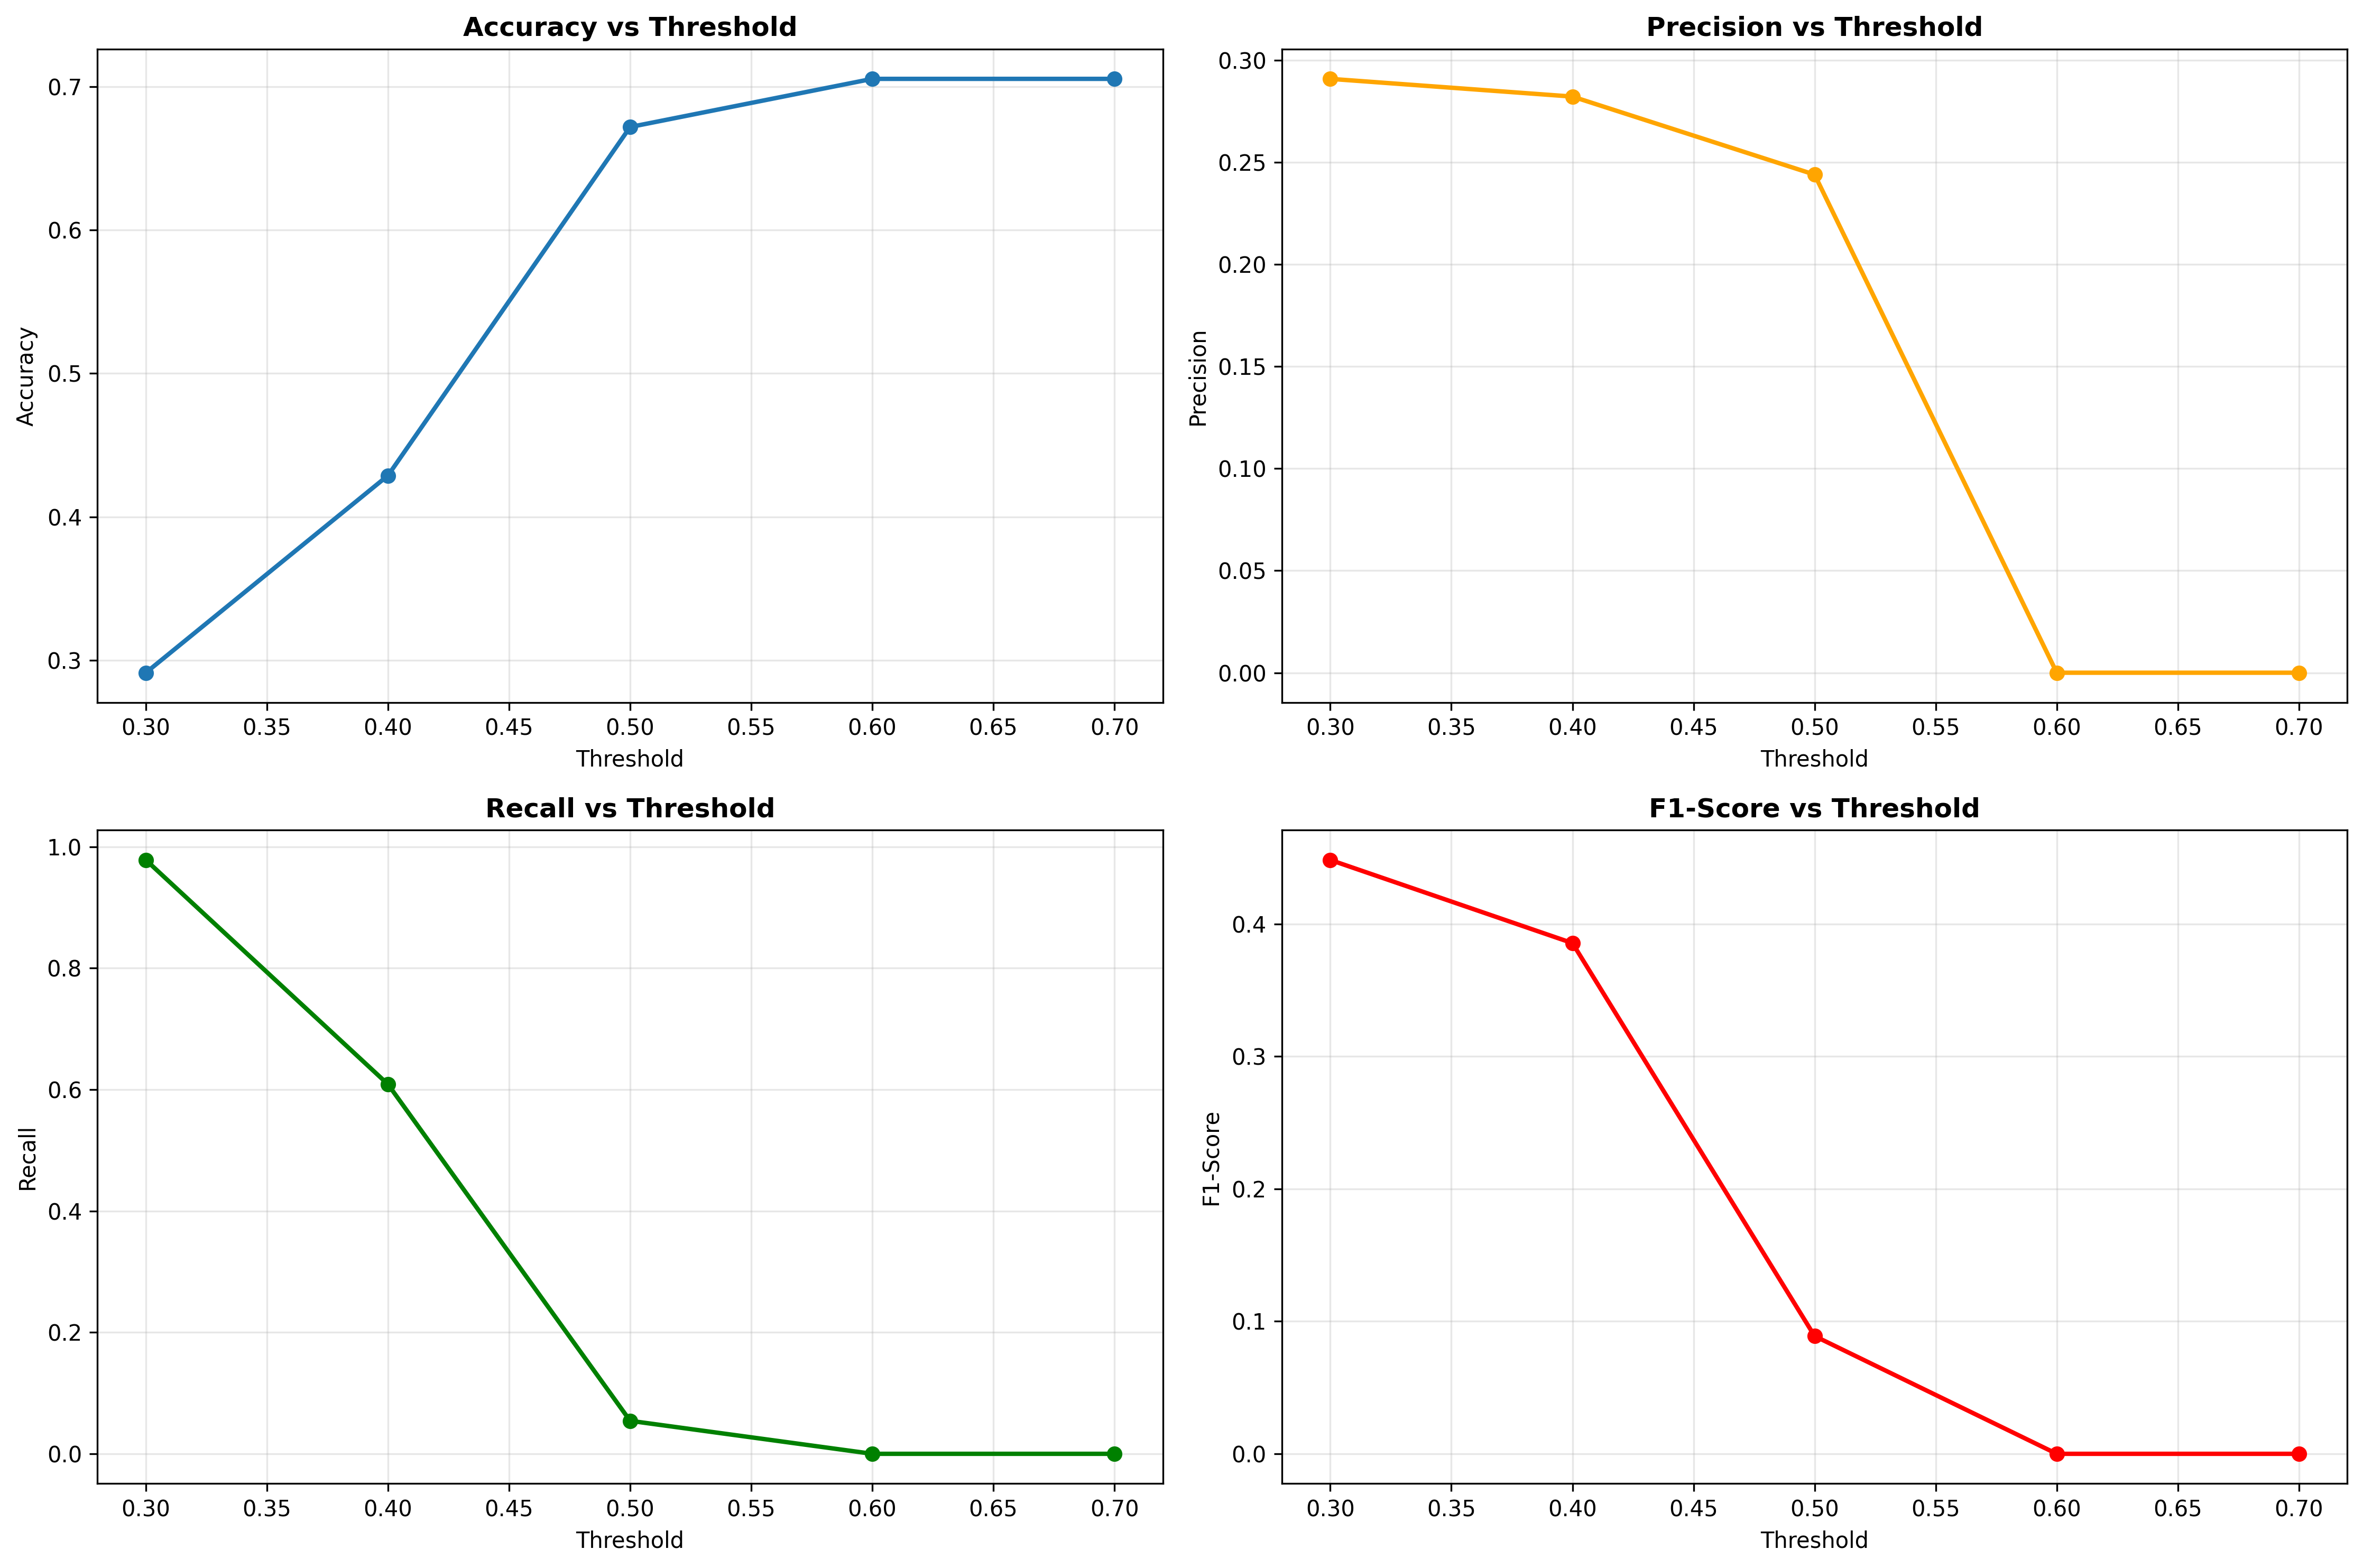 Accuracy vs Threshold
Accuracy
0.7
0.6
0.5
0.4
0.3
0.30 0.35 0.40 0.45 0.50 0.55 0.60 0.65 0.70
Threshold
Precision vs Threshold
Precision
0.30
0.25
0.20
0.15
0.10
0.05
0.00
0.30 0.35 0.40 0.45 0.50 0.55 0.60 0.65 0.70
Threshold
Recall vs Threshold
Recall
1.0
0.8
0.6
0.4
0.2
0.0
0.30 0.35 0.40 0.45 0.50 0.55 0.60 0.65 0.70
Threshold
F1-Score vs Threshold
F1-Score
0.4
0.3
0.2
0.1
0.0
0.30 0.35 0.40 0.45 0.50 0.55 0.60 0.65 0.70
Threshold